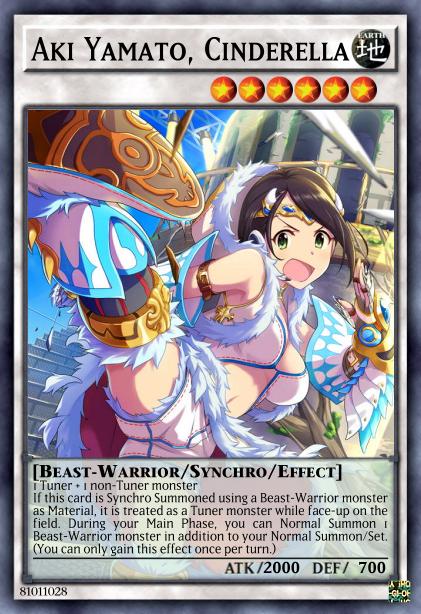 AKI YAMATO, CINDERELLA
EARTH
地
[BEAST-WARRIOR/SYNCHRO/EFFECT]
1 Tuner + 1 non-Tuner monster
If this card is Synchro Summoned using a Beast-Warrior monster
as Material, it is treated as a Tuner monster while face-up on the
field. During your Main Phase, you can Normal Summon 1
Beast-Warrior monster in addition to your Normal Summon/Set.
(You can only gain this effect once per turn.)
ATK/2000 DEF/ 700
81011028